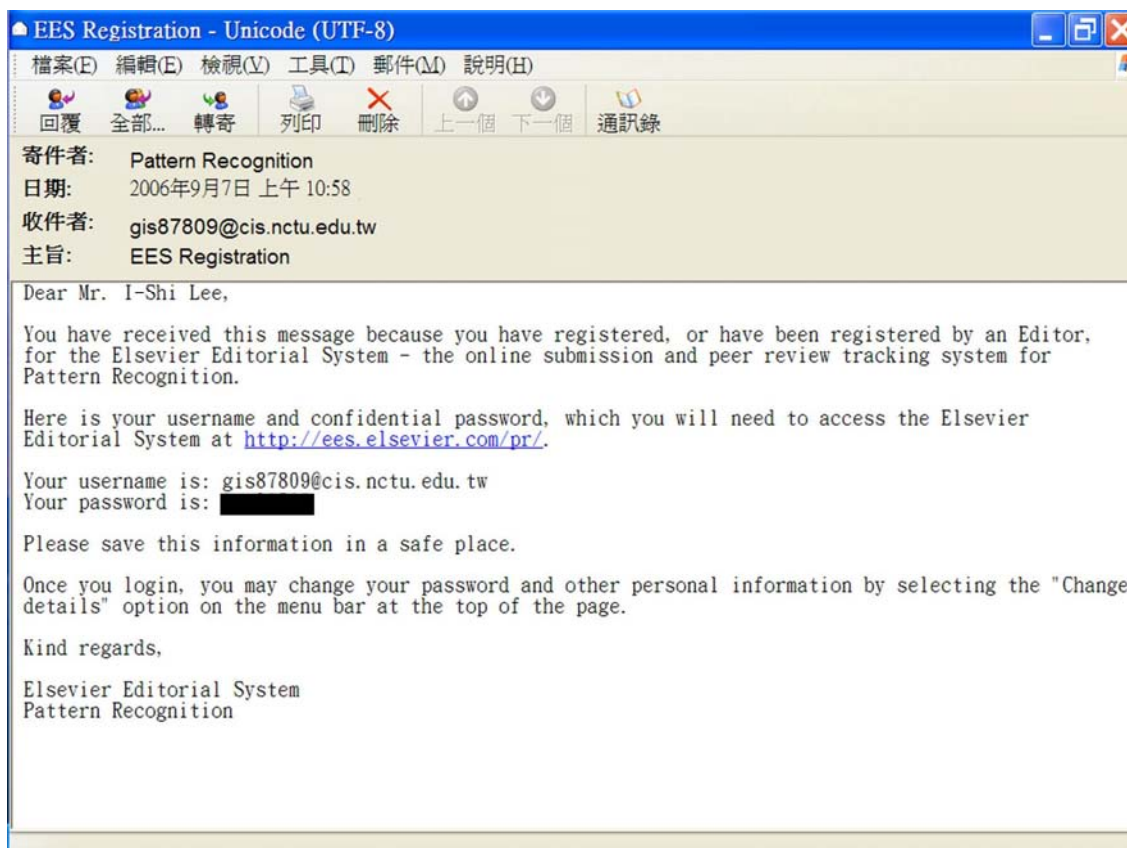 EES Registration - Unicode (UTF-8)
檔案(F) 編輯(E) 檢視(V) 工具(T) 郵件(M) 說明(H)
回覆 全部... 轉寄 列印 刪除 上一個 下一個 通訊錄
寄件者: Pattern Recognition
日期: 2006年9月7日 上午 10:58
收件者: gis87809@cis.nctu.edu.tw
主旨: EES Registration
Dear Mr. I-Shi Lee,
You have received this message because you have registered, or have been registered by an Editor,
for the Elsevier Editorial System - the online submission and peer review tracking system for
Pattern Recognition.
Here is your username and confidential password, which you will need to access the Elsevier
Editorial System at http://ees.elsevier.com/pr/.
Your username is: gis87809@cis.nctu.edu.tw
Your password is:
Please save this information in a safe place.
Once you login, you may change your password and other personal information by selecting the "Change
details" option on the menu bar at the top of the page.
Kind regards,
Elsevier Editorial System
Pattern Recognition